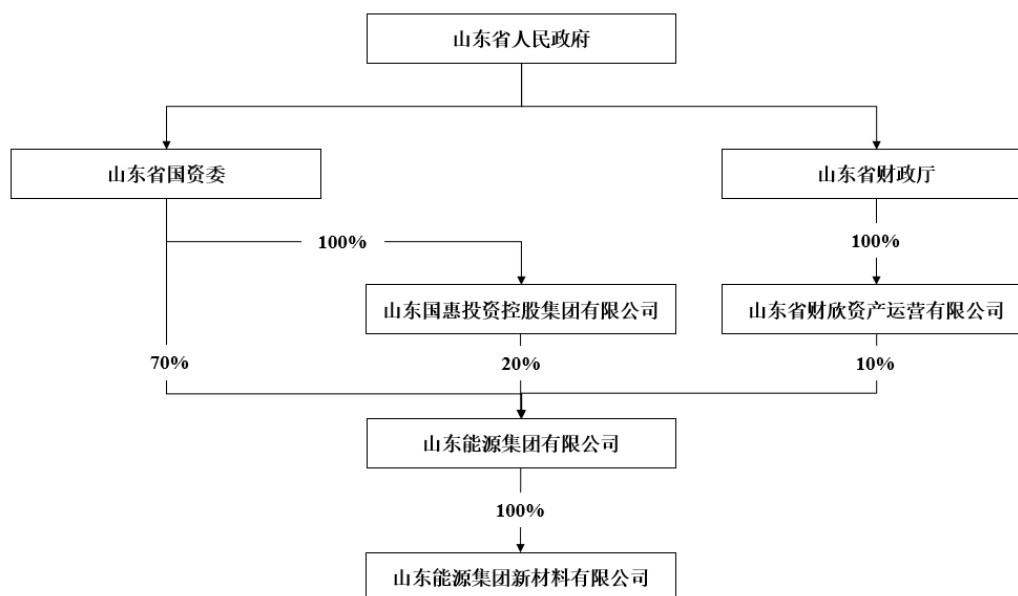 山东省人民政府
山东省国资委
山东省财政厅
100%
100%
山东国惠投资控股集团有限公司
山东省财欣资产运营有限公司
70%
20%
10%
山东能源集团有限公司
100%
山东能源集团新材料有限公司